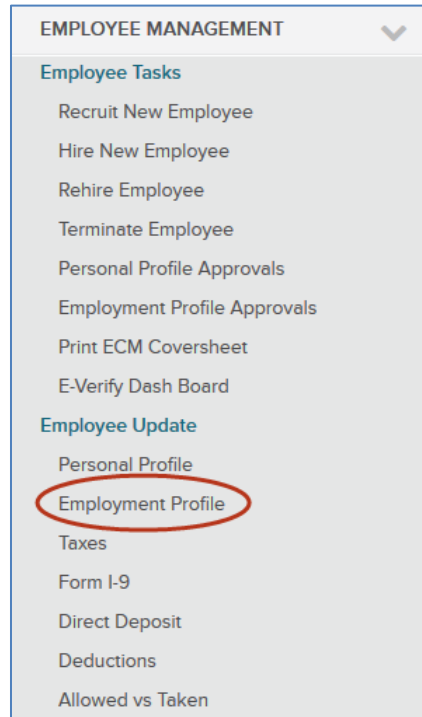 EMPLOYEE MANAGEMENT
Employee Tasks
Recruit New Employee
Hire New Employee
Rehire Employee
Terminate Employee
Personal Profile Approvals
Employment Profile Approvals
Print ECM Coversheet
E-Verify Dash Board
Employee Update
Personal Profile
Employment Profile
Taxes
Form I-9
Direct Deposit
Deductions
Allowed vs Taken